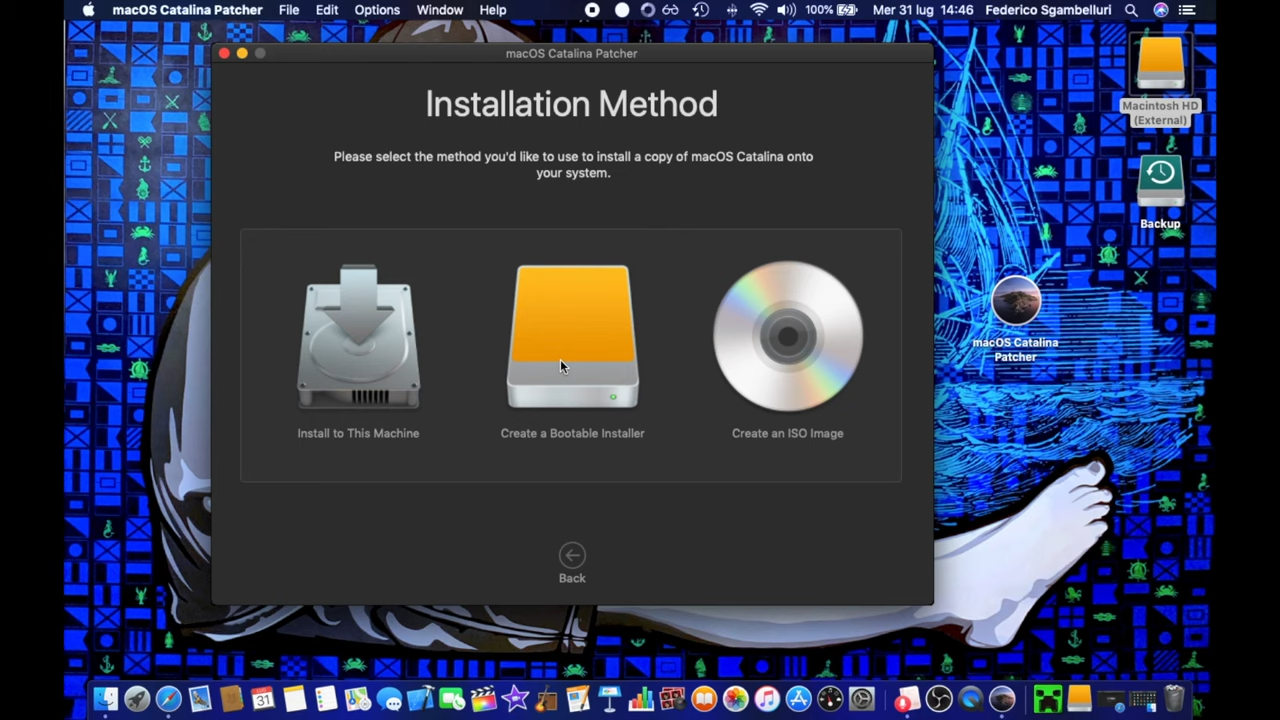 macOS Catalina Patcher File Edit Options Window Help 100% Mer 31 lug 14:46 Federico Sgambelluri
macOS Catalina Patcher
Installation Method
Please select the method you'd like to use to install a copy of macOS Catalina onto
your system.
Install to This Machine
Create a Bootable Installer
Create an ISO Image
Back
Macintosh HD
(External)
Backup
macOS Catalina
Patcher
31